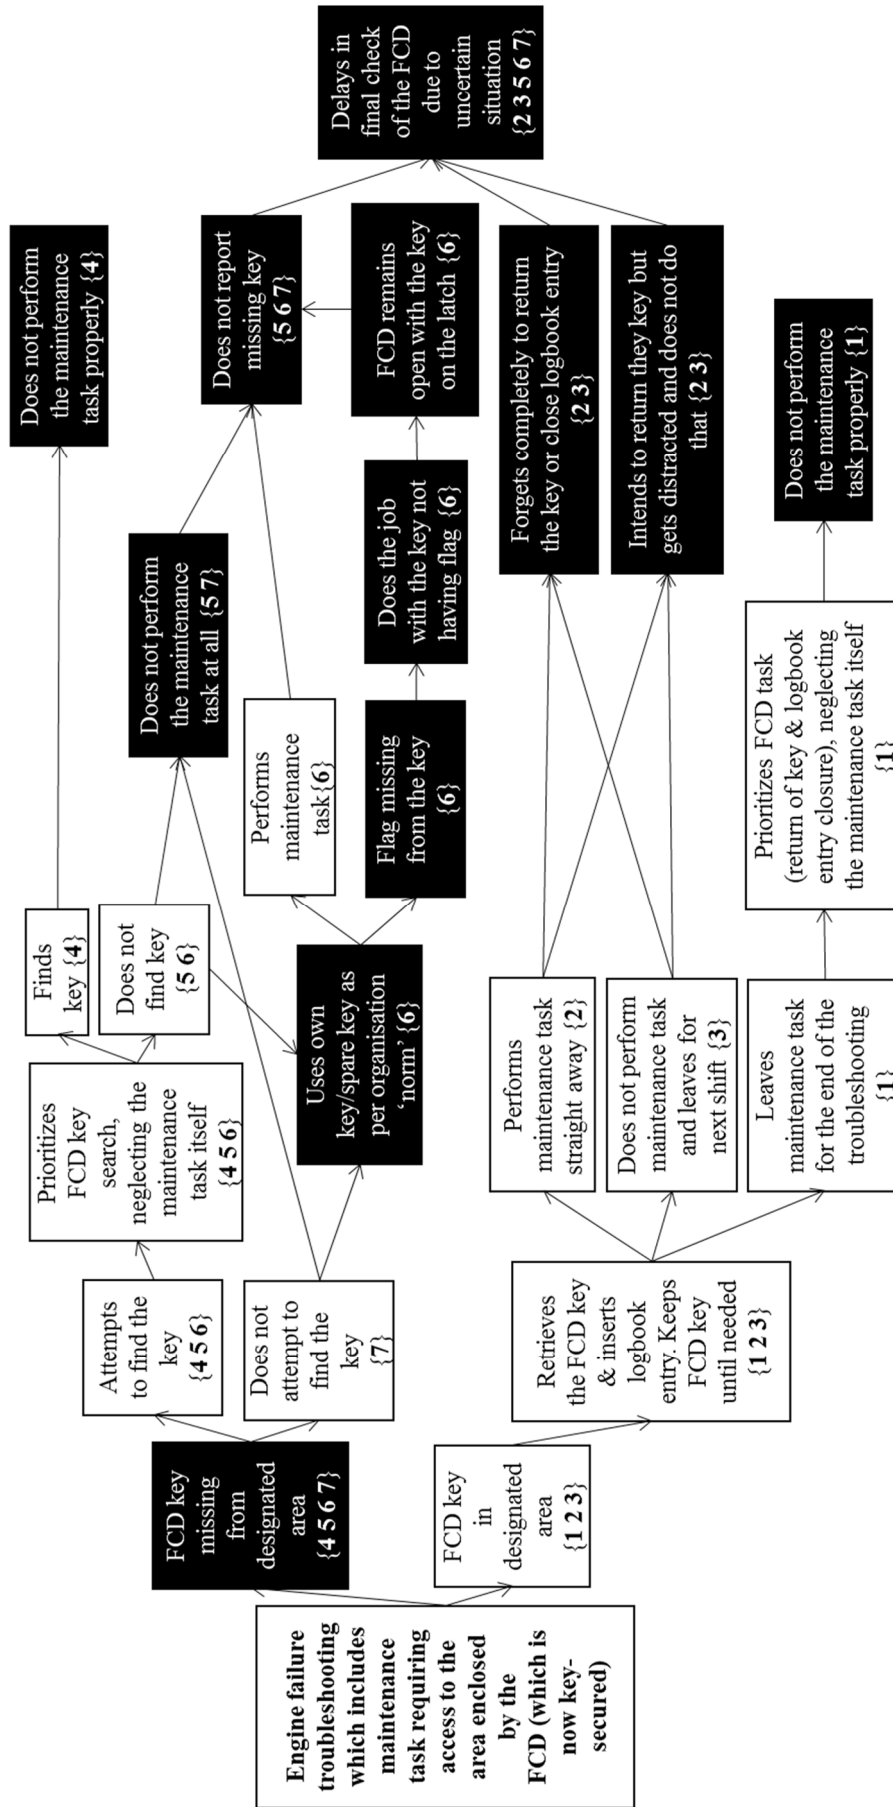 Engine failure
troubleshooting
which includes
maintenance
task requiring
access to the
area enclosed
by the
FCD (which is
now key-
secured)
FCD key
missing
from
designated
area
{4 5 6 7}
FCD key
in
designated
area
{1 2 3}
Attempts
to find the
key
{4 5 6}
Does not
attempt to
find the
key
{7}
Retrieves
the FCD key
& inserts
logbook
entry. Keeps
FCD key
until needed
{1 2 3}
Prioritizes
FCD key
search,
neglecting the
maintenance
task itself
{4 5 6}
Uses own
key/spare key as
per organisation
‘norm’ {6}
Performs
maintenance task
straight away {2}
Does not perform
maintenance task
and leaves for
next shift {3}
Leaves
maintenance task
for the end of the
troubleshooting
{1}
Finds
key {4}
Does not
find key
{5 6}
Performs
maintenance
task{6}
Flag missing
from the key
{6}
Prioritizes FCD task
(return of key & logbook
entry closure), neglecting
the maintenance task itself
{1}
Does not perform
the maintenance
task at all {5 7}
Does the job
with the key not
having flag {6}
Forgets completely to return
the key or close logbook entry
{2 3}
Intends to return they key but
gets distracted and does not do
that {2 3}
Does not perform
the maintenance
task properly {1}
Does not perform
the maintenance
task properly {4}
Does not report
missing key
{5 6 7}
FCD remains
open with the key
on the latch {6}
Delays in
final check
of the FCD
due to
uncertain
situation
{2 3 5 6 7}